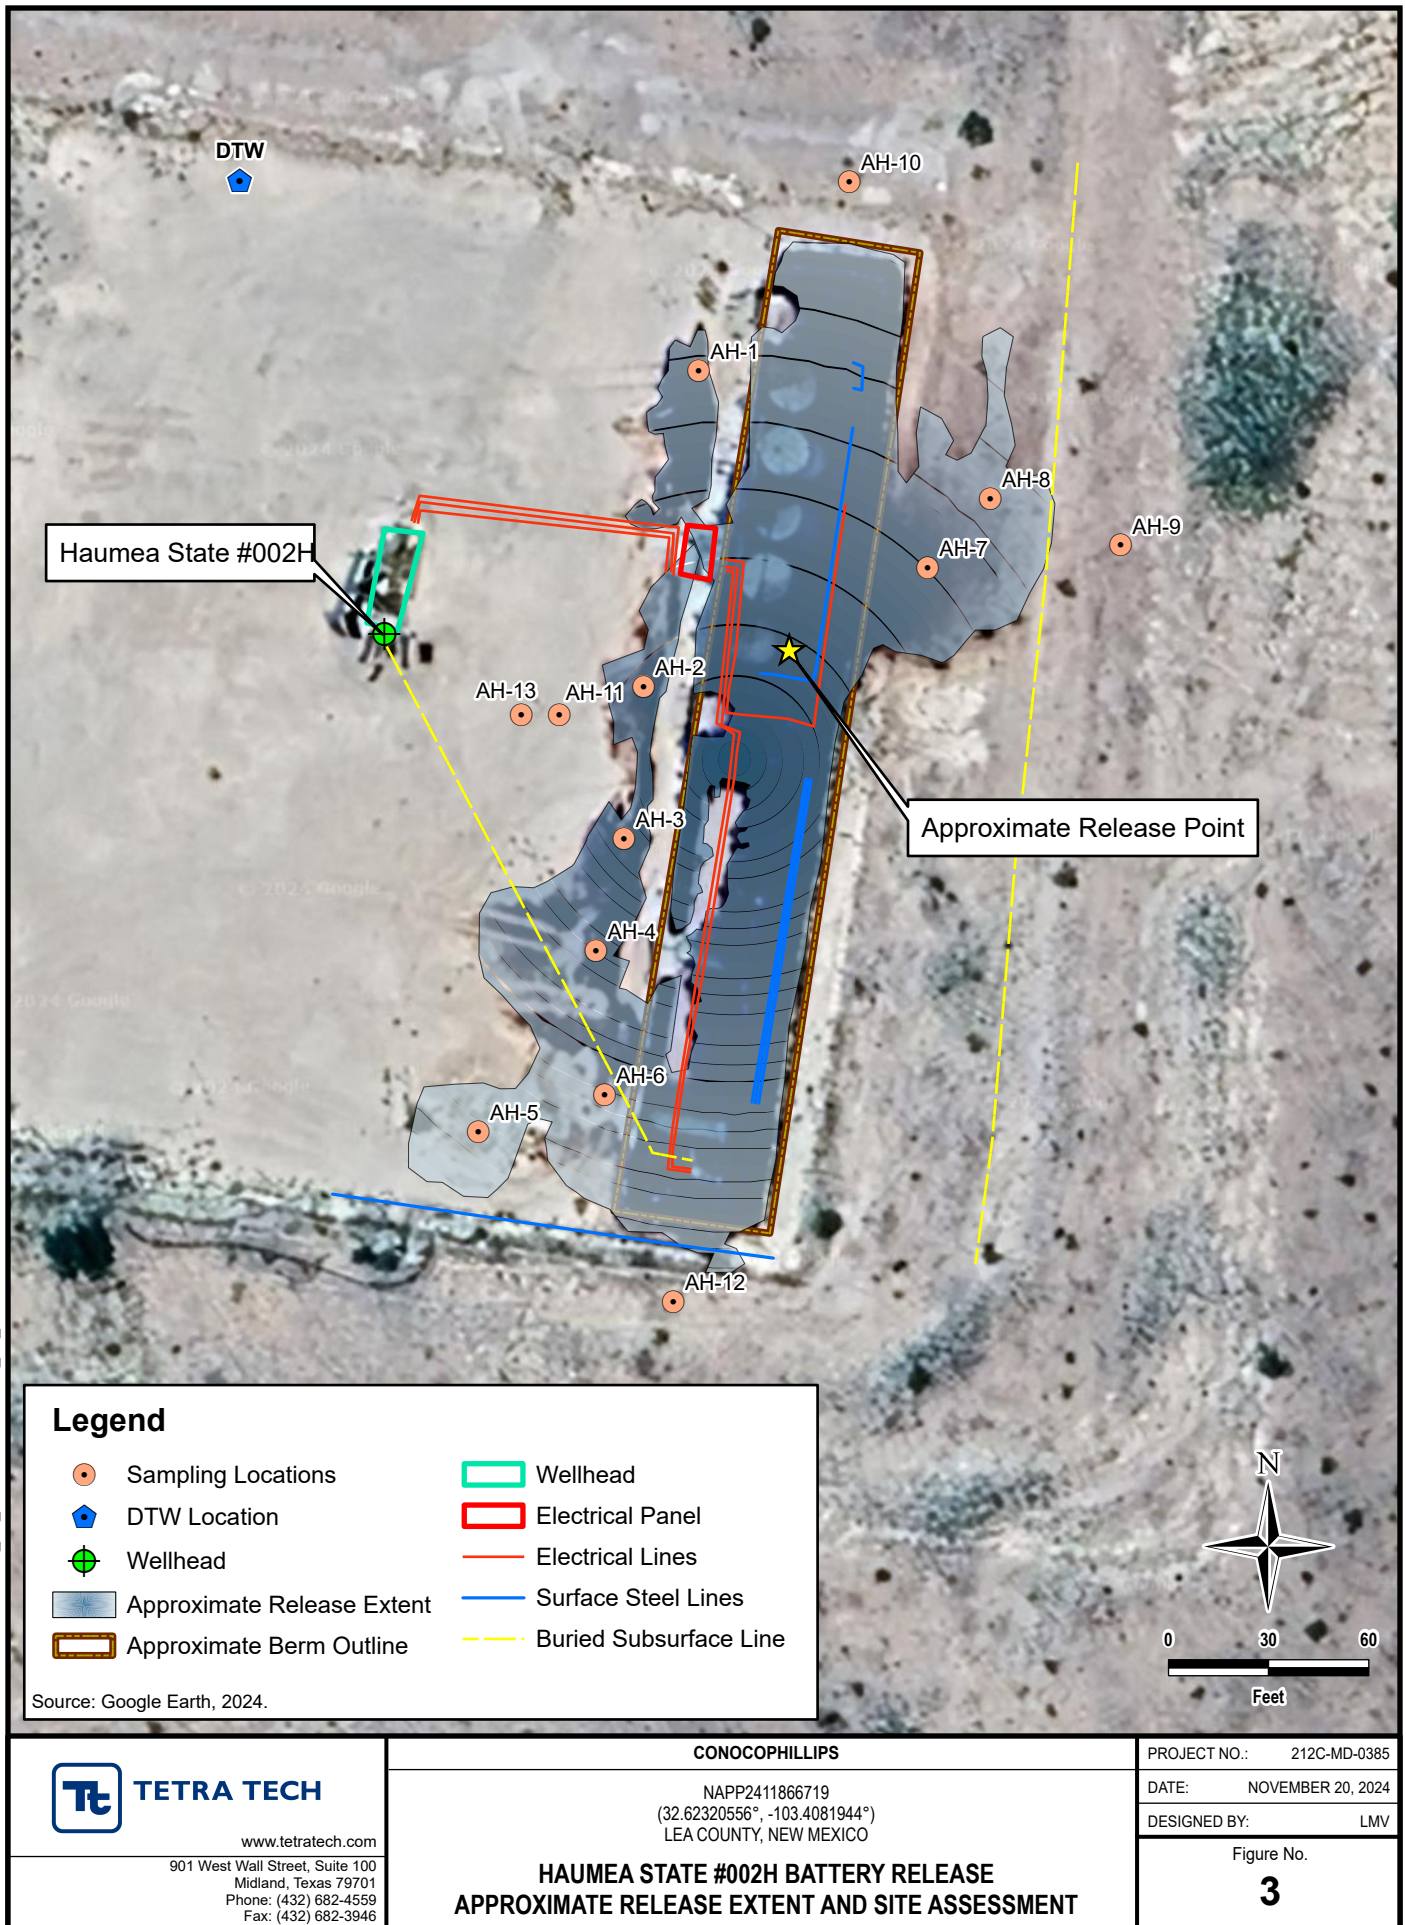 DTW
AH-10
AH-1
AH-8
AH-9
AH-7
Haumea State #002H
AH-2
AH-13
AH-11
AH-3
Approximate Release Point
AH-4
AH-6
AH-5
AH-12
© 2024 Google
2024 Google
Legend
Sampling Locations
DTW Location
Wellhead
Approximate Release Extent
Approximate Berm Outline
Wellhead
Electrical Panel
Electrical Lines
Surface Steel Lines
Buried Subsurface Line
Source: Google Earth, 2024.
N
0 30 60
Feet
TETRA TECH
www.tetratech.com
901 West Wall Street, Suite 100
Midland, Texas 79701
Phone: (432) 682-4559
Fax: (432) 682-3946
CONOCOPHILLIPS
NAPP2411866719
(32.62320556°, -103.4081944°)
LEA COUNTY, NEW MEXICO
HAUMEA STATE #002H BATTERY RELEASE
APPROXIMATE RELEASE EXTENT AND SITE ASSESSMENT
PROJECT NO.: 212C-MD-0385
DATE: NOVEMBER 20, 2024
DESIGNED BY: LMV
Figure No.
3